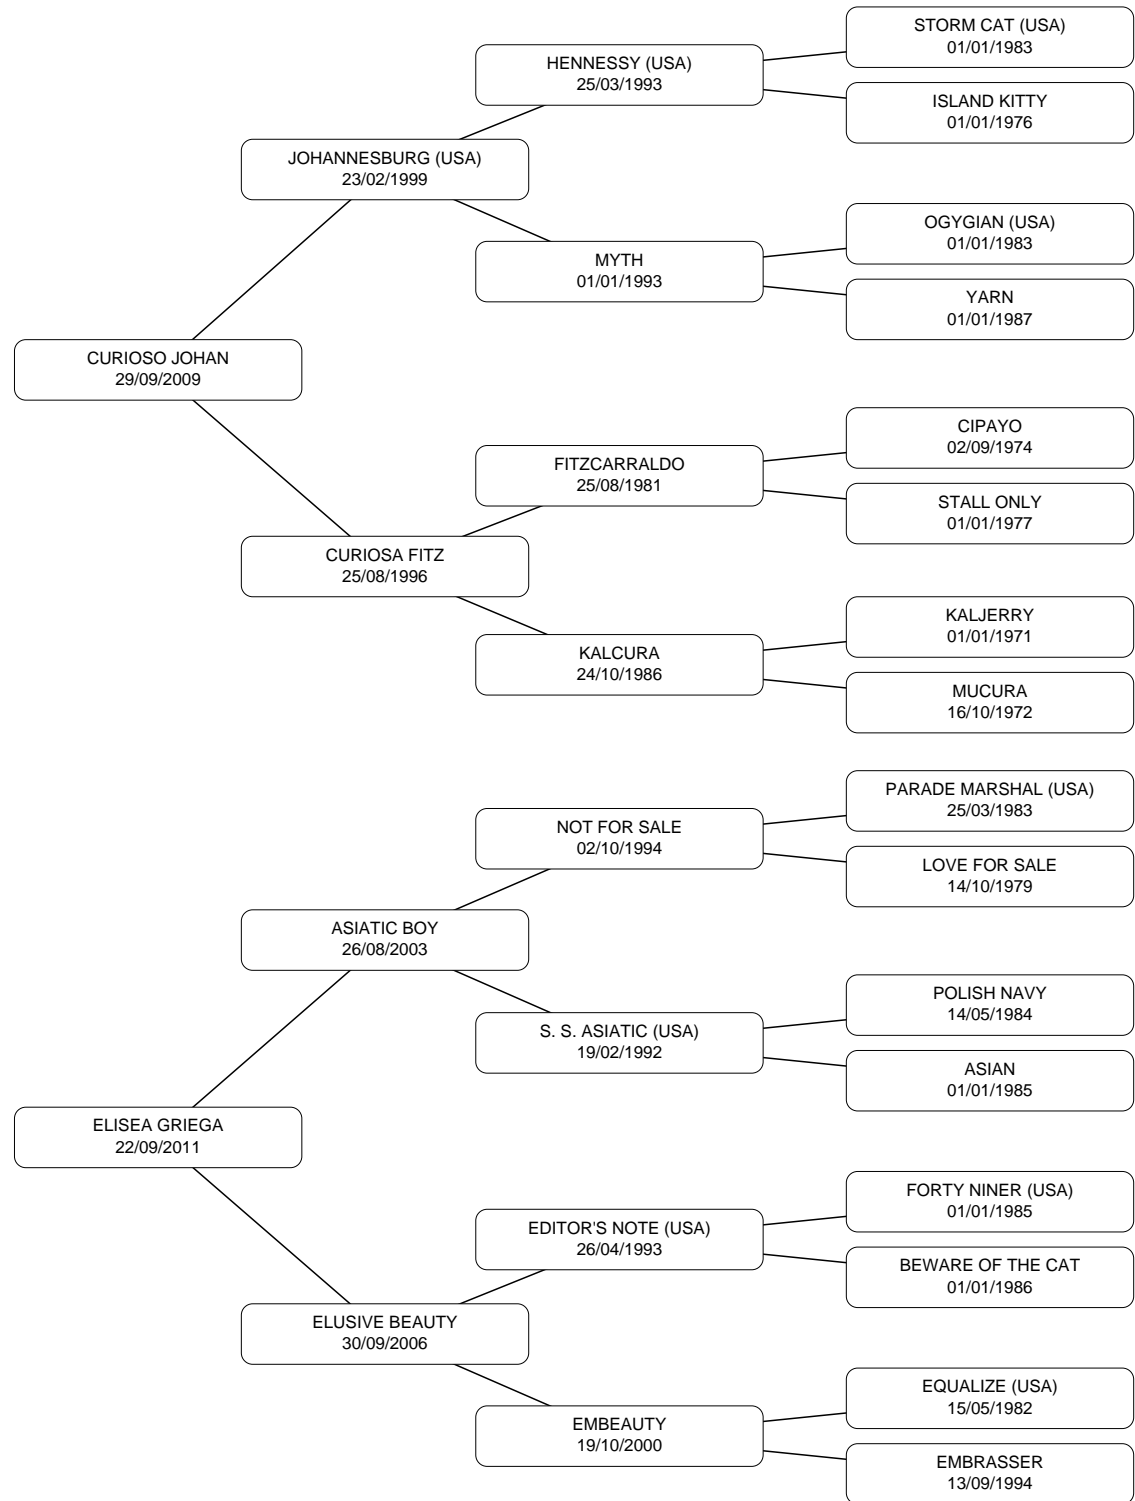 STORM CAT (USA)
01/01/1983
HENNESSY (USA)
25/03/1993
ISLAND KITTY
01/01/1976
JOHANNESBURG (USA)
23/02/1999
OGYGIAN (USA)
01/01/1983
MYTH
01/01/1993
YARN
01/01/1987
CURIOSO JOHAN
29/09/2009
CIPAYO
02/09/1974
FITZCARRALDO
25/08/1981
STALL ONLY
01/01/1977
CURIOSA FITZ
25/08/1996
KALJERRY
01/01/1971
KALCURA
24/10/1986
MUCURA
16/10/1972
PARADE MARSHAL (USA)
25/03/1983
NOT FOR SALE
02/10/1994
LOVE FOR SALE
14/10/1979
ASIATIC BOY
26/08/2003
POLISH NAVY
14/05/1984
S. S. ASIATIC (USA)
19/02/1992
ASIAN
01/01/1985
ELISEA GRIEGA
22/09/2011
FORTY NINER (USA)
01/01/1985
EDITOR'S NOTE (USA)
26/04/1993
BEWARE OF THE CAT
01/01/1986
ELUSIVE BEAUTY
30/09/2006
EQUALIZE (USA)
15/05/1982
EMBEAUTY
19/10/2000
EMBRASSER
13/09/1994